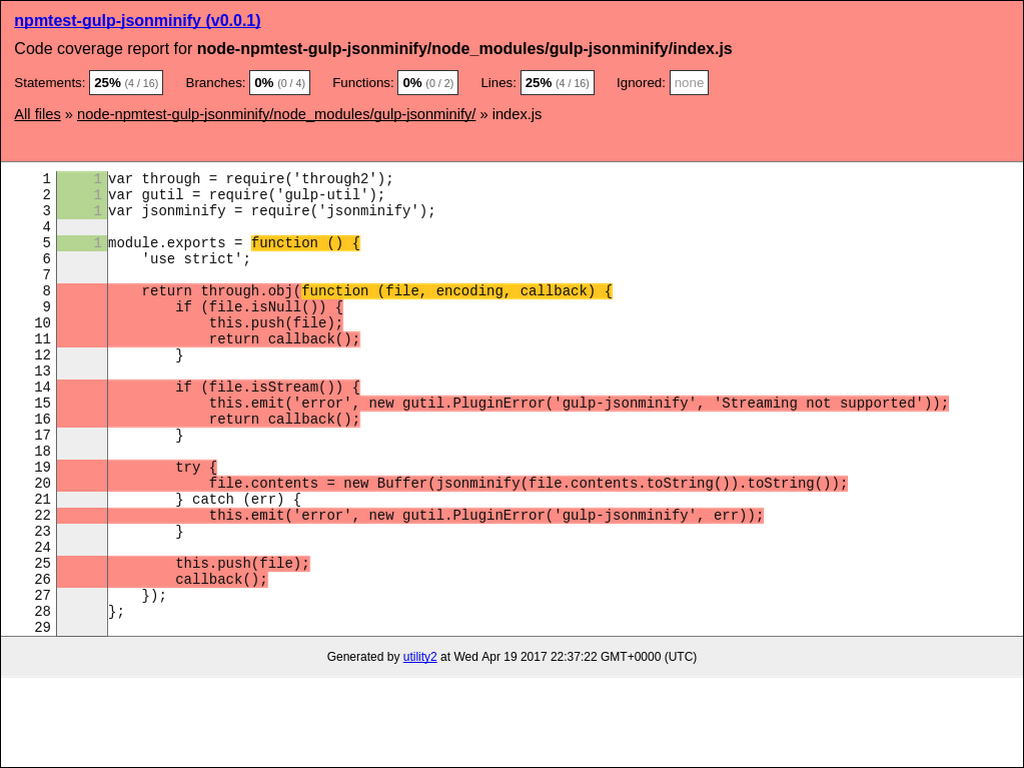 npmtest-gulp-jsonminify (v0.0.1)
Code coverage report for node-npmtest-gulp-jsonminify/node_modules/gulp-jsonminify/index.js
Statements: 25% (4 / 16) Branches: 0% (0 / 4) Functions: 0% (0 / 2) Lines: 25% (4 / 16) Ignored: none
All files » node-npmtest-gulp-jsonminify/node_modules/gulp-jsonminify/ » index.js
1 1 var through = require('through2');
2 1 var gutil = require('gulp-util');
3 1 var jsonminify = require('jsonminify');
4
5 1 module.exports = function () {
6     'use strict';
7
8     return through.obj(function (file, encoding, callback) {
9         if (file.isNull()) {
10             this.push(file);
11             return callback();
12         }
13
14         if (file.isStream()) {
15             this.emit('error', new gutil.PluginError('gulp-jsonminify', 'Streaming not supported'));
16             return callback();
17         }
18
19         try {
20             file.contents = new Buffer(jsonminify(file.contents.toString()).toString());
21         } catch (err) {
22             this.emit('error', new gutil.PluginError('gulp-jsonminify', err));
23         }
24
25         this.push(file);
26         callback();
27     });
28 };
29
Generated by utility2 at Wed Apr 19 2017 22:37:22 GMT+0000 (UTC)